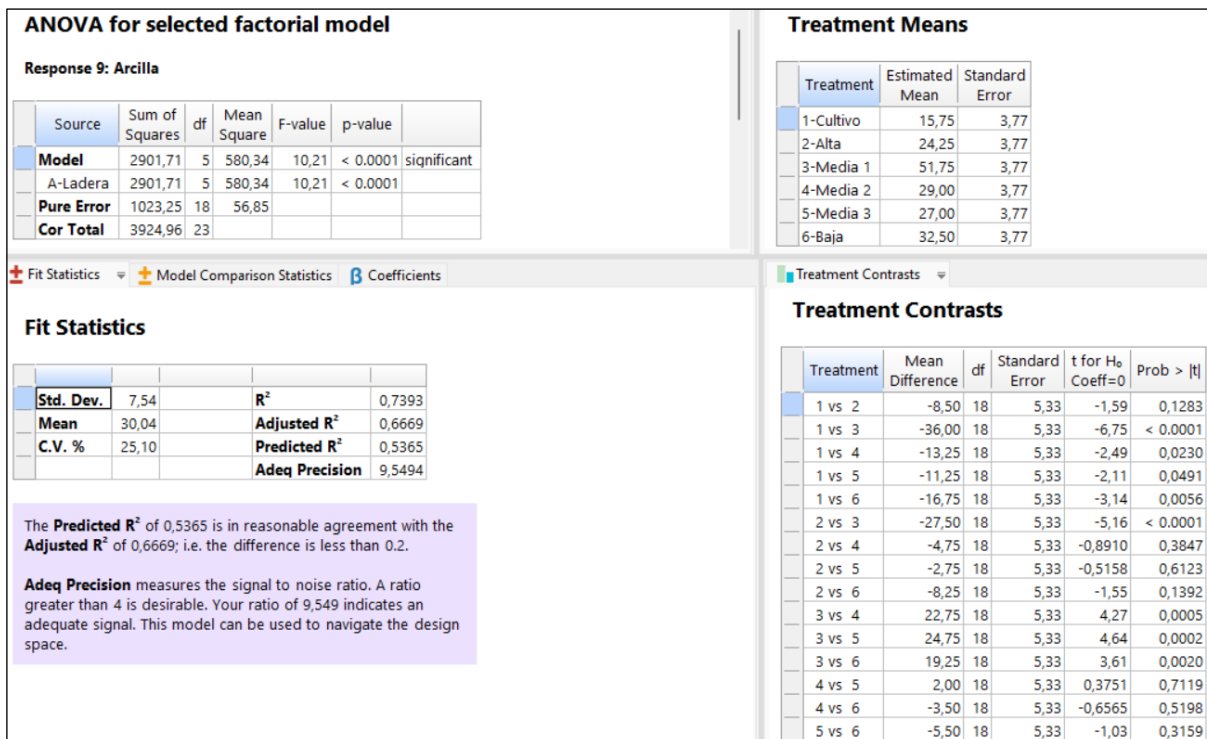 ANOVA for selected factorial model
Response 9: Arcilla
Source Sum of Squares df Mean Square F-value p-value
Model 2901,71 5 580,34 10,21 < 0.0001 significant
A-Ladera 2901,71 5 580,34 10,21 < 0.0001
Pure Error 1023,25 18 56,85
Cor Total 3924,96 23
Treatment Means
Treatment Estimated Mean Standard Error
1-Cultivo 15,75 3,77
2-Alta 24,25 3,77
3-Media 1 51,75 3,77
4-Media 2 29,00 3,77
5-Media 3 27,00 3,77
6-Baja 32,50 3,77
Fit Statistics Model Comparison Statistics β Coefficients
Fit Statistics
Std. Dev. 7,54 R² 0,7393
Mean 30,04 Adjusted R² 0,6669
C.V. % 25,10 Predicted R² 0,5365
Adeq Precision 9,5494
The Predicted R² of 0,5365 is in reasonable agreement with the
Adjusted R² of 0,6669; i.e. the difference is less than 0.2.
Adeq Precision measures the signal to noise ratio. A ratio
greater than 4 is desirable. Your ratio of 9,549 indicates an
adequate signal. This model can be used to navigate the design
space.
Treatment Contrasts
Treatment Contrasts
Treatment Mean Difference df Standard Error t for H₀ Coeff=0 Prob > |t|
1 vs 2 -8,50 18 5,33 -1,59 0,1283
1 vs 3 -36,00 18 5,33 -6,75 < 0.0001
1 vs 4 -13,25 18 5,33 -2,49 0,0230
1 vs 5 -11,25 18 5,33 -2,11 0,0491
1 vs 6 -16,75 18 5,33 -3,14 0,0056
2 vs 3 -27,50 18 5,33 -5,16 < 0.0001
2 vs 4 -4,75 18 5,33 -0,8910 0,3847
2 vs 5 -2,75 18 5,33 -0,5158 0,6123
2 vs 6 -8,25 18 5,33 -1,55 0,1392
3 vs 4 22,75 18 5,33 4,27 0,0005
3 vs 5 24,75 18 5,33 4,64 0,0002
3 vs 6 19,25 18 5,33 3,61 0,0020
4 vs 5 2,00 18 5,33 0,3751 0,7119
4 vs 6 -3,50 18 5,33 -0,6565 0,5198
5 vs 6 -5,50 18 5,33 -1,03 0,3159